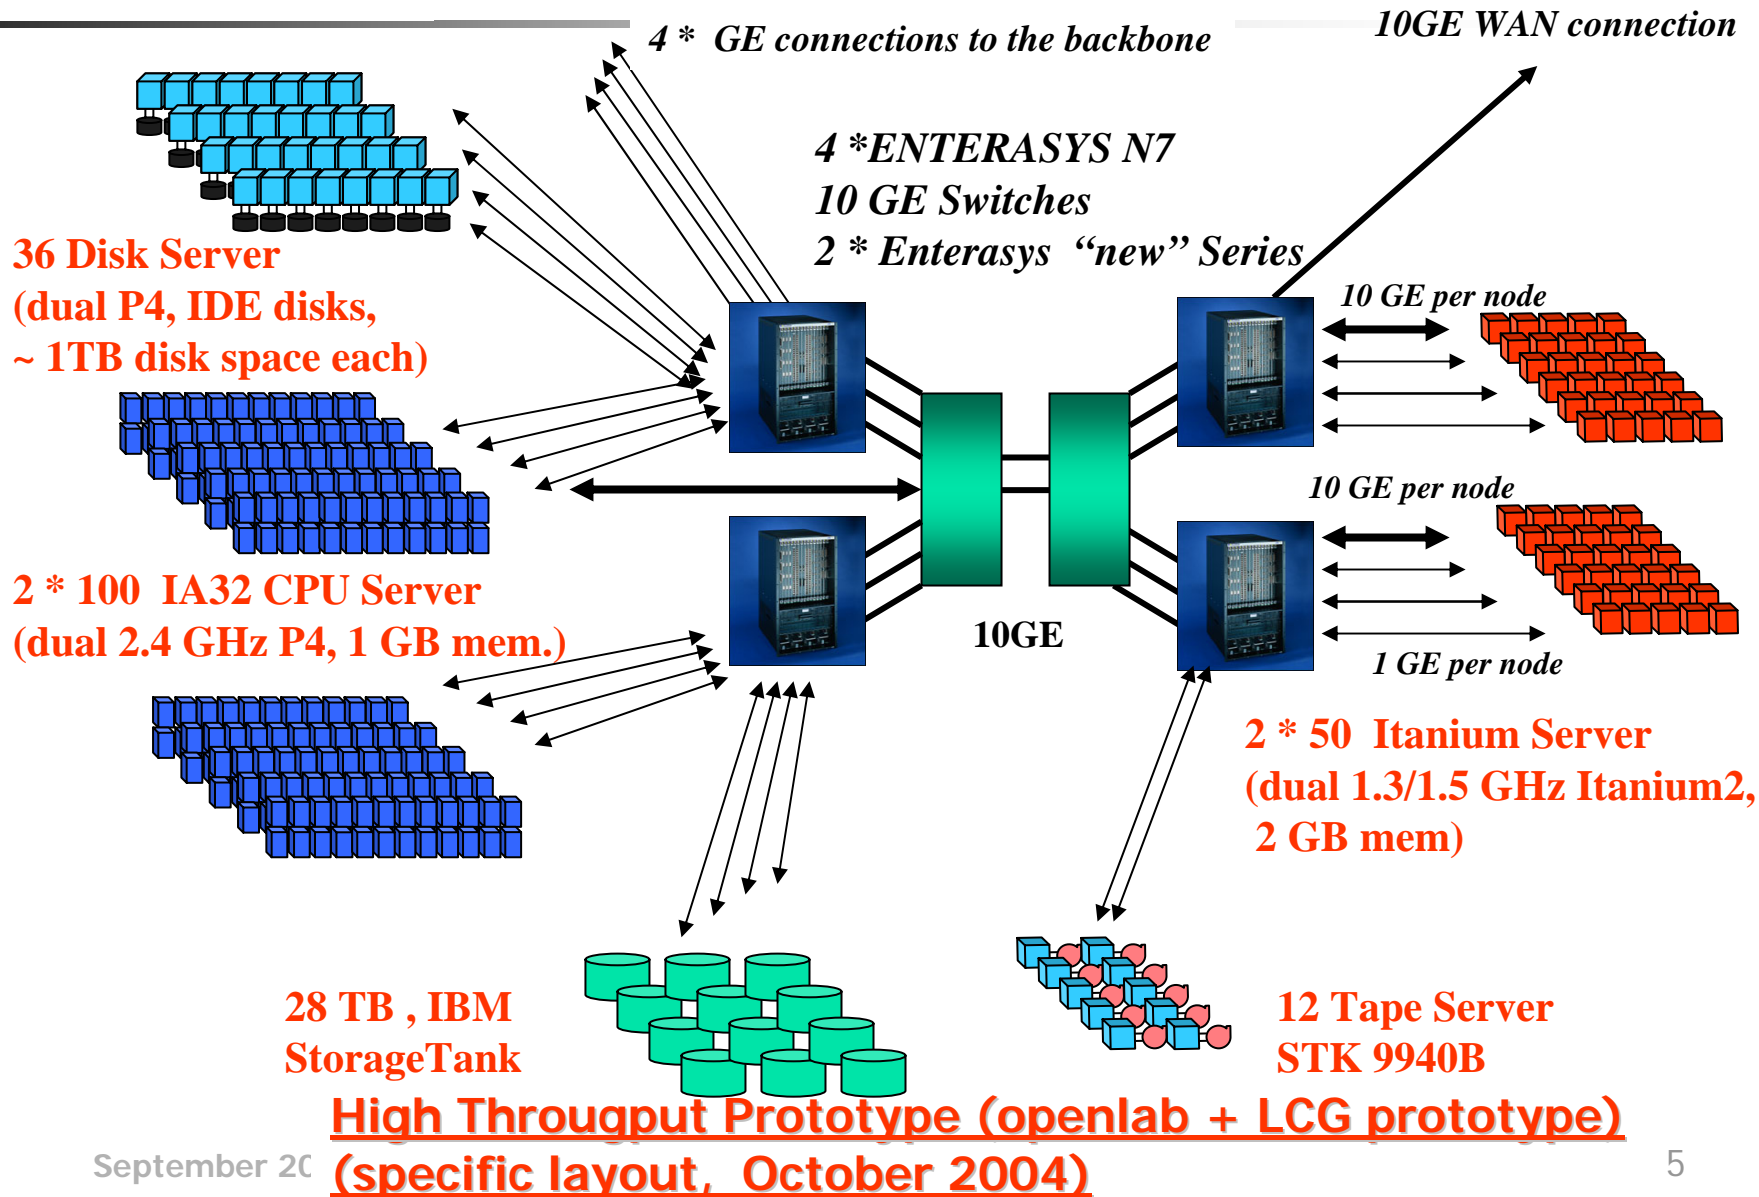 4 * GE connections to the backbone
10GE WAN connection
4 *ENTERASYS N7
10 GE Switches
2 * Enterasys “new” Series
36 Disk Server
(dual P4, IDE disks,
~ 1TB disk space each)
10 GE per node
10 GE per node
2 * 100 IA32 CPU Server
(dual 2.4 GHz P4, 1 GB mem.)
10GE
1 GE per node
2 * 50 Itanium Server
(dual 1.3/1.5 GHz Itanium2,
2 GB mem)
28 TB , IBM
StorageTank
12 Tape Server
STK 9940B
High Througput Prototype (openlab + LCG prototype)
(specific layout, October 2004)
September 20
5